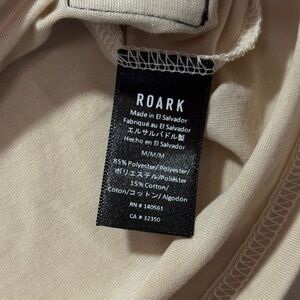 ROARK
Made in El Salvador
Fabriqué au El Salvador
エルサルバドル製
Hecho en El Salvador
M/M/M
85% Polyester/ Polyester/
ポリエステル/Poliéster
15% Cotton/
Coton/コットン/ Algodon
RN # 140561
CA # 32350